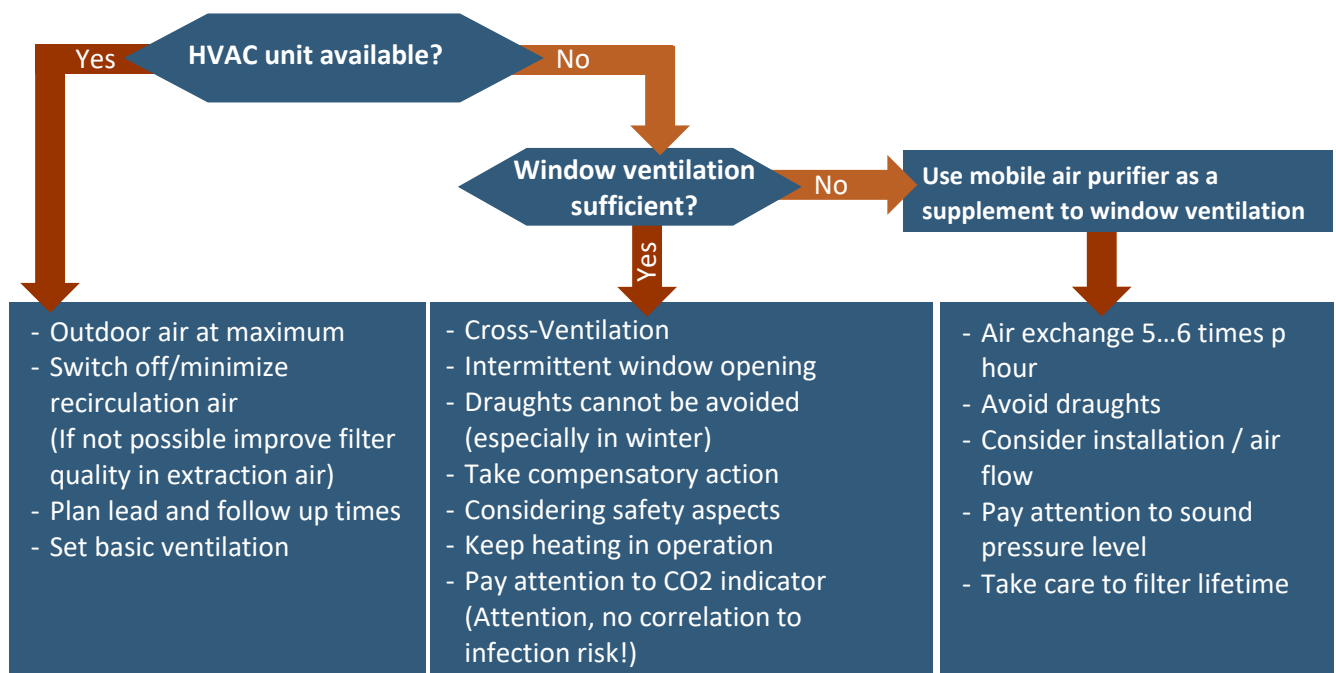 HVAC unit available?
Yes
No
Window ventilation
sufficient?
No
Use mobile air purifier as a
supplement to window ventilation
Yes
- Outdoor air at maximum
- Switch off/minimize
recirculation air
(If not possible improve filter
quality in extraction air)
- Plan lead and follow up times
- Set basic ventilation
- Cross-Ventilation
- Intermittent window opening
- Draughts cannot be avoided
(especially in winter)
- Take compensatory action
- Considering safety aspects
- Keep heating in operation
- Pay attention to CO2 indicator
(Attention, no correlation to
infection risk!)
- Air exchange 5...6 times p
hour
- Avoid draughts
- Consider installation / air
flow
- Pay attention to sound
pressure level
- Take care to filter lifetime